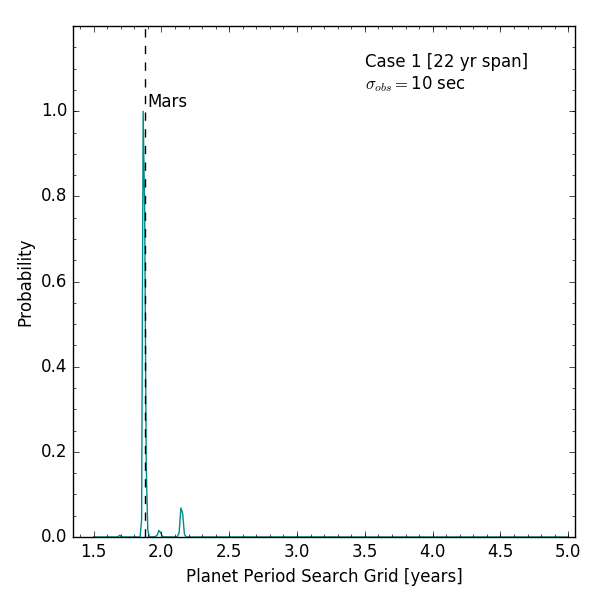 Case 1 [22 yr span]
σobs = 10 sec
Mars
1.0
0.8
0.6
0.4
0.2
0.0
Probability
1.5 2.0 2.5 3.0 3.5 4.0 4.5 5.0
Planet Period Search Grid [years]